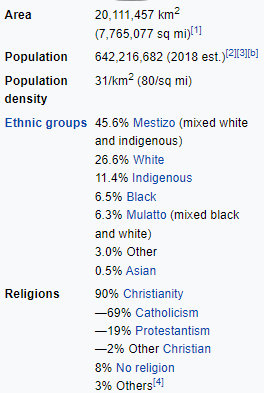 Area 20,111,457 km2
(7,765,077 sq mi)[1]
Population 642,216,682 (2018 est.)[2][3][b]
Population 31/km2 (80/sq mi)
density
Ethnic groups 45.6% Mestizo (mixed white
and indigenous)
26.6% White
11.4% Indigenous
6.5% Black
6.3% Mulatto (mixed black
and white)
3.0% Other
0.5% Asian
Religions 90% Christianity
—69% Catholicism
—19% Protestantism
—2% Other Christian
8% No religion
3% Others[4]